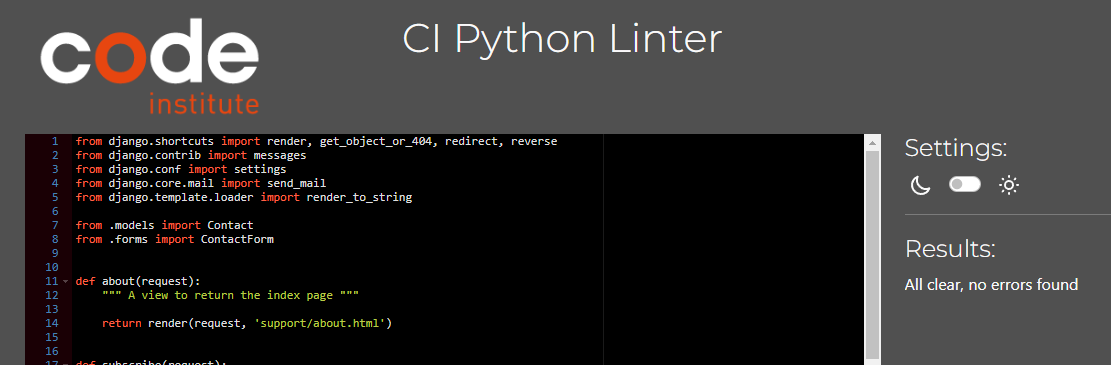 code
institute
CI Python Linter
1 from django.shortcuts import render, get_object_or_404, redirect, reverse
2 from django.contrib import messages
3 from django.conf import settings
4 from django.core.mail import send_mail
5 from django.template.loader import render_to_string
6
7 from .models import Contact
8 from .forms import ContactForm
9
10
11 def about(request):
12     """ A view to return the index page """
13
14     return render(request, 'support/about.html')
15
16
17 def subscribe(request):
Settings:
Results:
All clear, no errors found